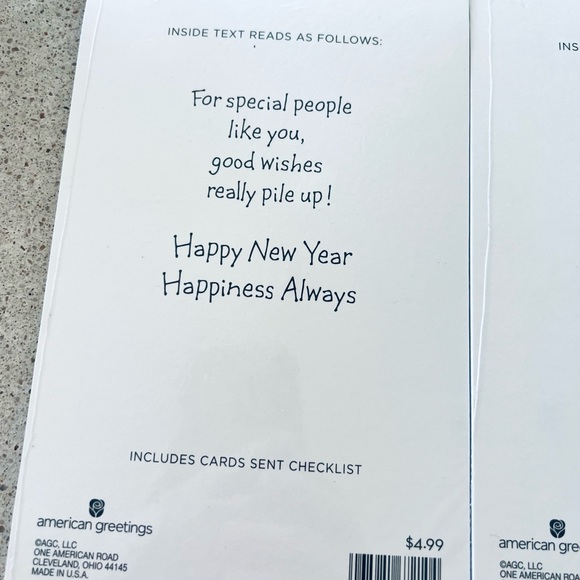 INSIDE TEXT READS AS FOLLOWS:
For special people
like you,
good wishes
really pile up!
Happy New Year
Happiness Always
INCLUDES CARDS SENT CHECKLIST
american greetings
©AGC, LLC
ONE AMERICAN ROAD
CLEVELAND, OHIO 44145
MADE IN U.S.A.
$4.99
INS
american gre
©AGC, LLC
ONE AMERICAN ROA